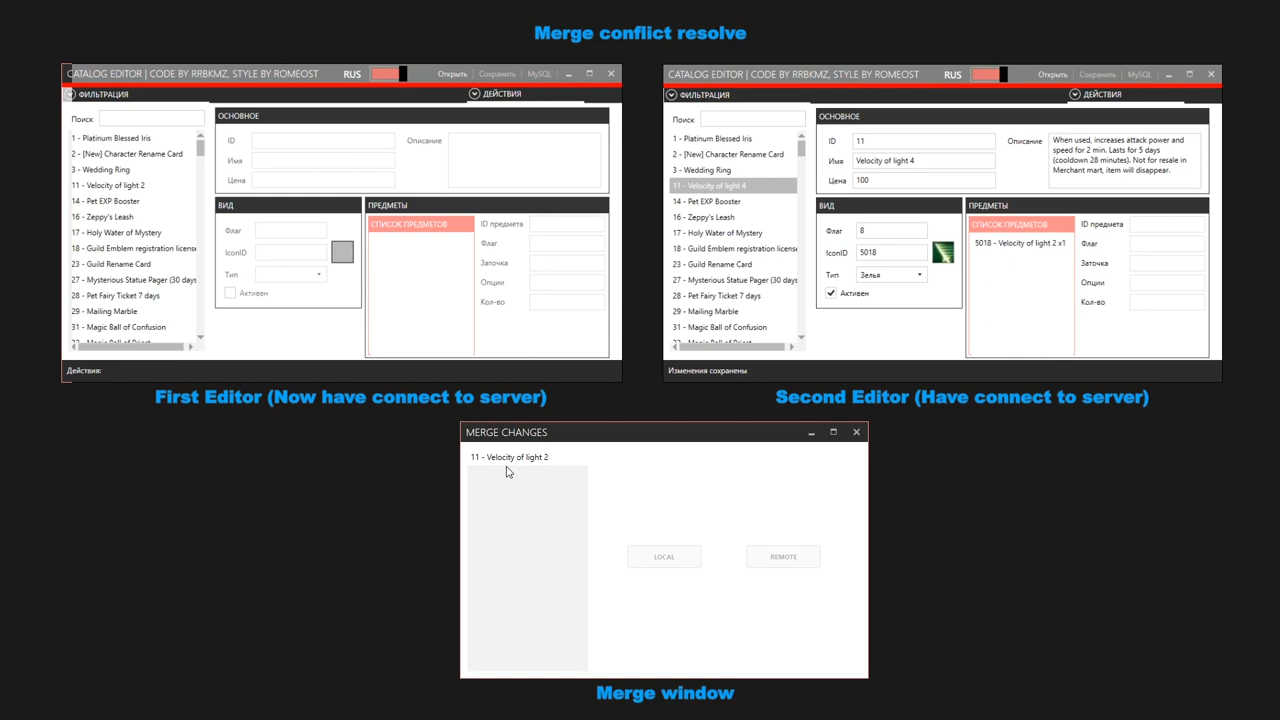 Merge conflict resolve
CATALOG EDITOR | CODE BY RRBKMZ, STYLE BY ROMEOST
RUS
Открыть
Сохранить
MySQL
ФИЛЬТРАЦИЯ
ДЕЙСТВИЯ
Поиск
1 - Platinum Blessed Iris
2 - [New] Character Rename Card
3 - Wedding Ring
11 - Velocity of light 2
14 - Pet EXP Booster
16 - Zeppy's Leash
17 - Holy Water of Mystery
18 - Guild Emblem registration license
23 - Guild Rename Card
27 - Mysterious Statue Pager (30 days
28 - Pet Fairy Ticket 7 days
29 - Mailing Marble
31 - Magic Ball of Confusion
ОСНОВНОЕ
ID
Имя
Цена
Описание
ВИД
Флаг
IconID
Тип
Активен
ПРЕДМЕТЫ
СПИСОК ПРЕДМЕТОВ
ID предмета
Флаг
Заточка
Опции
Кол-во
Действия:
First Editor (Now have connect to server)
CATALOG EDITOR | CODE BY RRBKMZ, STYLE BY ROMEOST
RUS
Открыть
Сохранить
MySQL
ФИЛЬТРАЦИЯ
ДЕЙСТВИЯ
Поиск
1 - Platinum Blessed Iris
2 - [New] Character Rename Card
3 - Wedding Ring
11 - Velocity of light 4
14 - Pet EXP Booster
16 - Zeppy's Leash
17 - Holy Water of Mystery
18 - Guild Emblem registration license
23 - Guild Rename Card
27 - Mysterious Statue Pager (30 days
28 - Pet Fairy Ticket 7 days
29 - Mailing Marble
31 - Magic Ball of Confusion
ОСНОВНОЕ
ID 11
Имя Velocity of light 4
Цена 100
Описание
When used, increases attack power and
speed for 2 min. Lasts for 5 days
(cooldown 28 minutes). Not for resale in
Merchant mart, item will disappear.
ВИД
Флаг 8
IconID 5018
Тип Зелья
Активен
ПРЕДМЕТЫ
СПИСОК ПРЕДМЕТОВ
5018 - Velocity of light 2 x1
ID предмета
Флаг
Заточка
Опции
Кол-во
Изменения сохранены
Second Editor (Have connect to server)
MERGE CHANGES
11 - Velocity of light 2
LOCAL
REMOTE
Merge window